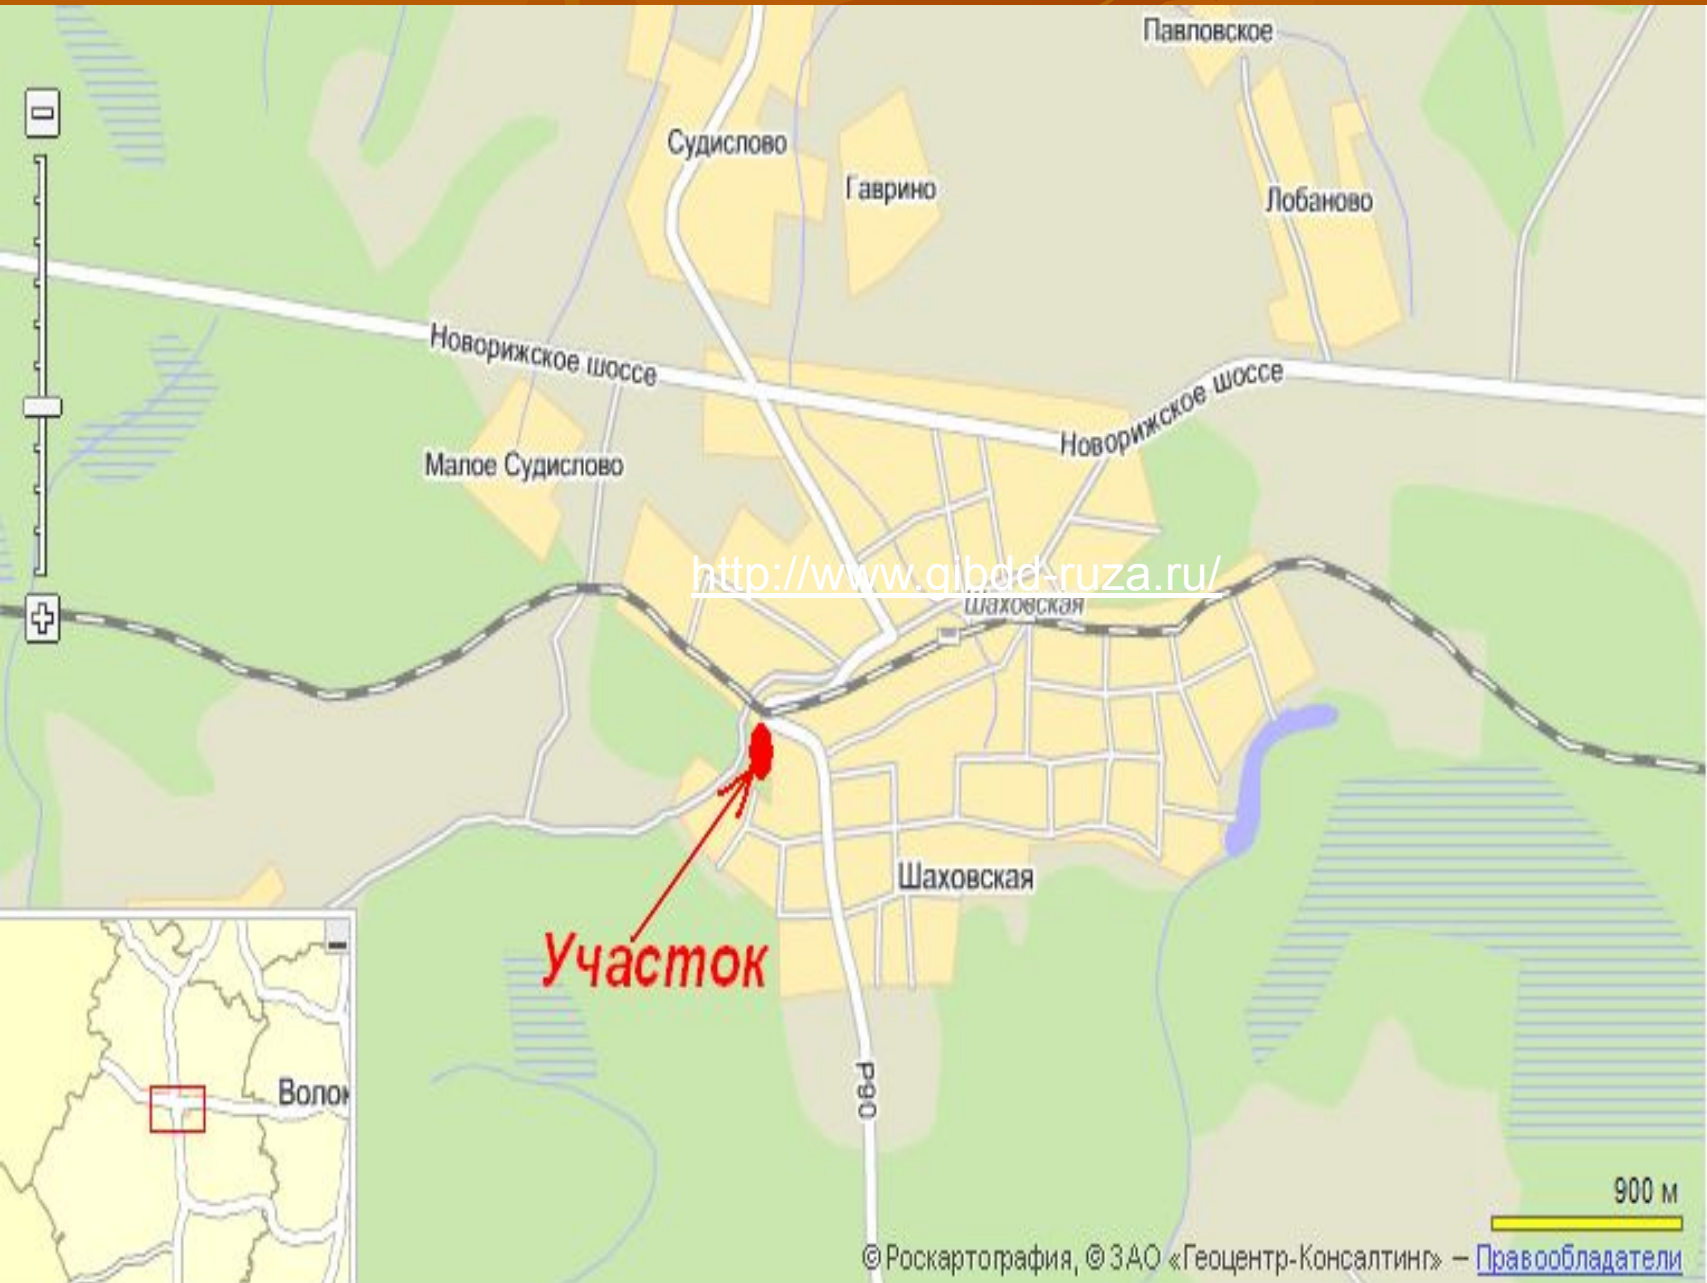 Павловское
Судислово
Гаврино
Лобаново
Новорижское шоссе
Новорижское шоссе
Малое Судислово
http://www.gibdd-ruza.ru/
Шаховская
Шаховская
Участок
Волок
Р90
900 м
© Роскартография, © ЗАО «Геоцентр-Консалтинг» — Правообладатели